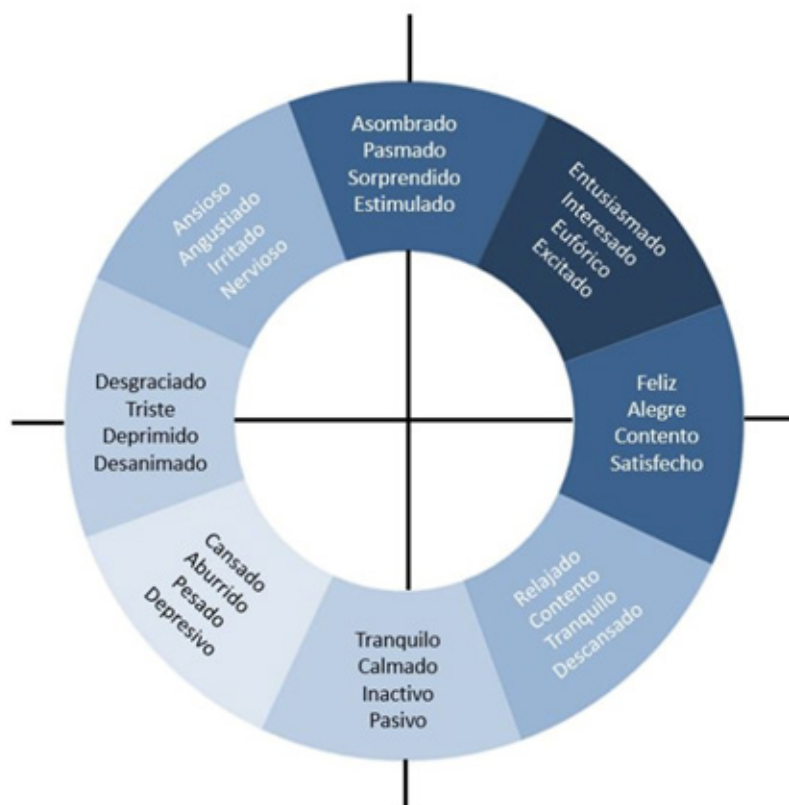 Asombrado
Pasmado
Sorprendido
Estimulado
Entusiasmado
Interesado
Eufórico
Excitado
Feliz
Alegre
Contento
Satisfecho
Relajado
Contento
Tranquilo
Descansado
Tranquilo
Calmado
Inactivo
Pasivo
Cansado
Aburrido
Pesado
Depresivo
Desgraciado
Triste
Deprimido
Desanimado
Ansioso
Angustiado
Irritado
Nervioso